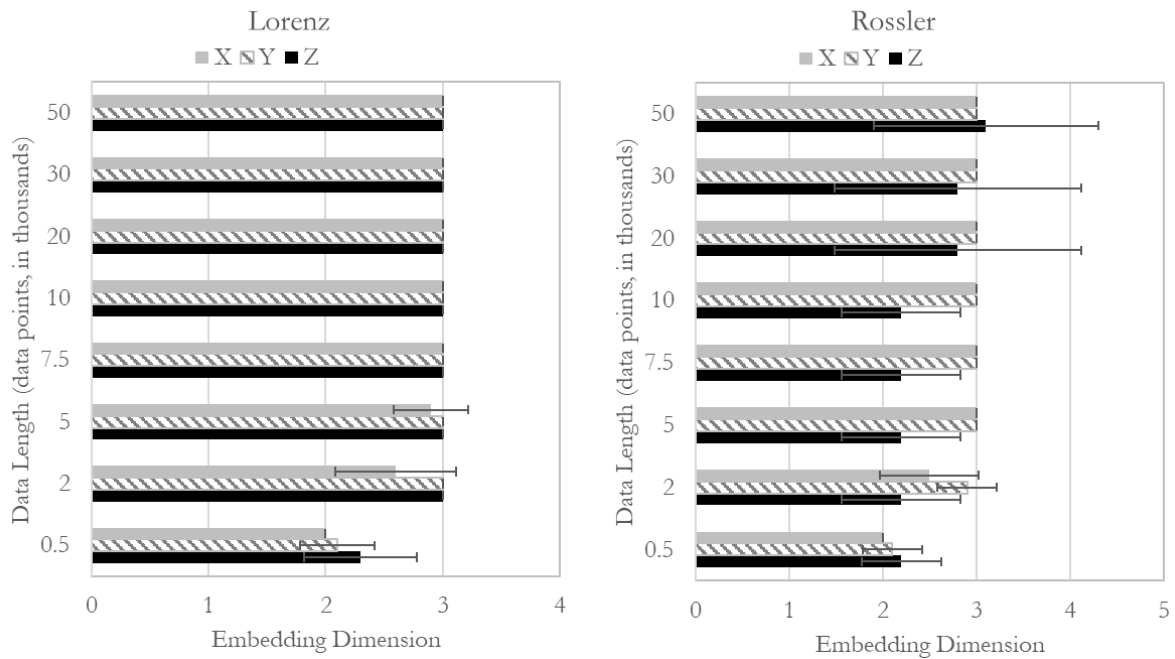 Lorenz
X Y Z
Data Length (data points, in thousands)
50
30
20
10
7.5
5
2
0.5
0 1 2 3 4
Embedding Dimension
Rossler
X Y Z
Data Length (data points, in thousands)
50
30
20
10
7.5
5
2
0.5
0 1 2 3 4 5
Embedding Dimension